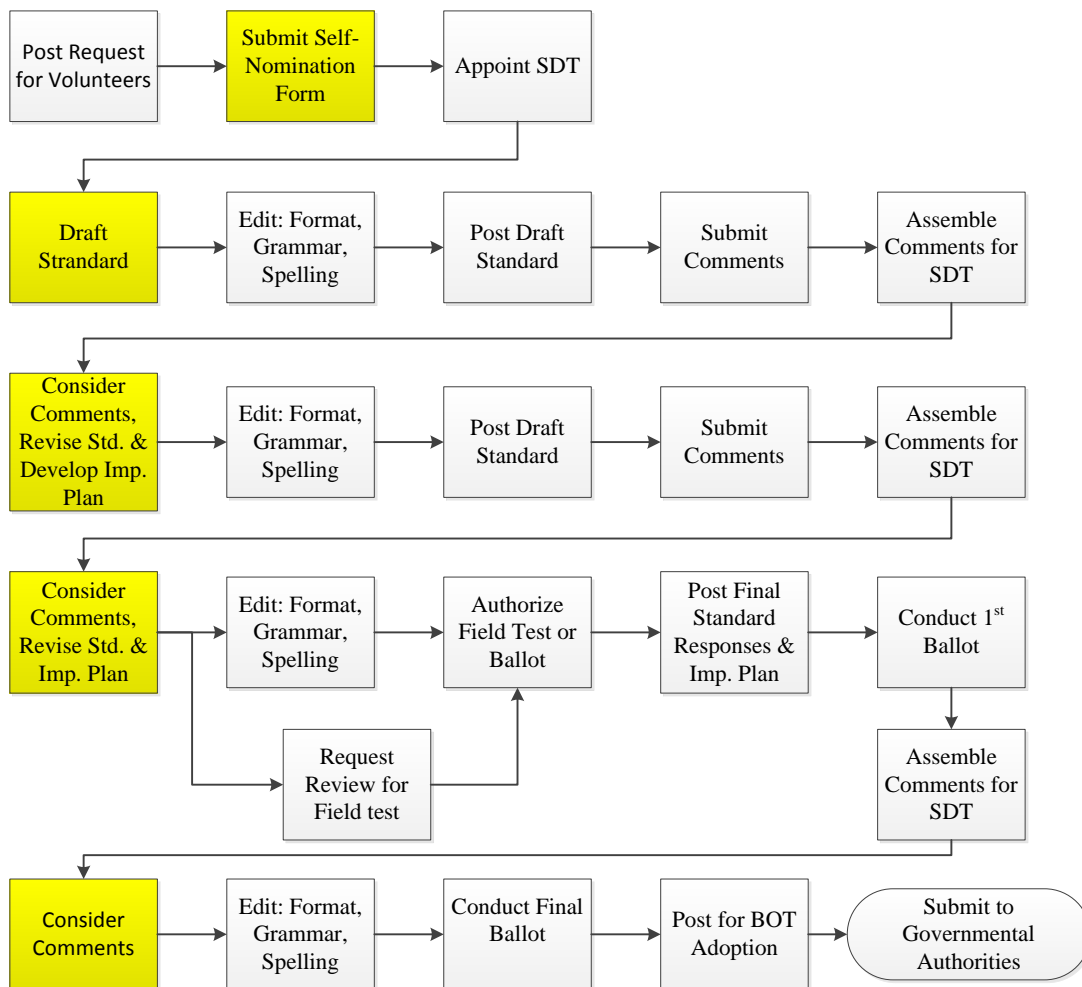 Post Request
for Volunteers
Submit Self-
Nomination
Form
Appoint SDT
Draft
Strandard
Edit: Format,
Grammar,
Spelling
Post Draft
Standard
Submit
Comments
Assemble
Comments for
SDT
Consider
Comments,
Revise Std. &
Develop Imp.
Plan
Edit: Format,
Grammar,
Spelling
Post Draft
Standard
Submit
Comments
Assemble
Comments for
SDT
Consider
Comments,
Revise Std. &
Imp. Plan
Edit: Format,
Grammar,
Spelling
Authorize
Field Test or
Ballot
Post Final
Standard
Responses &
Imp. Plan
Conduct 1st
Ballot
Request
Review for
Field test
Assemble
Comments for
SDT
Consider
Comments
Edit: Format,
Grammar,
Spelling
Conduct Final
Ballot
Post for BOT
Adoption
Submit to
Governmental
Authorities